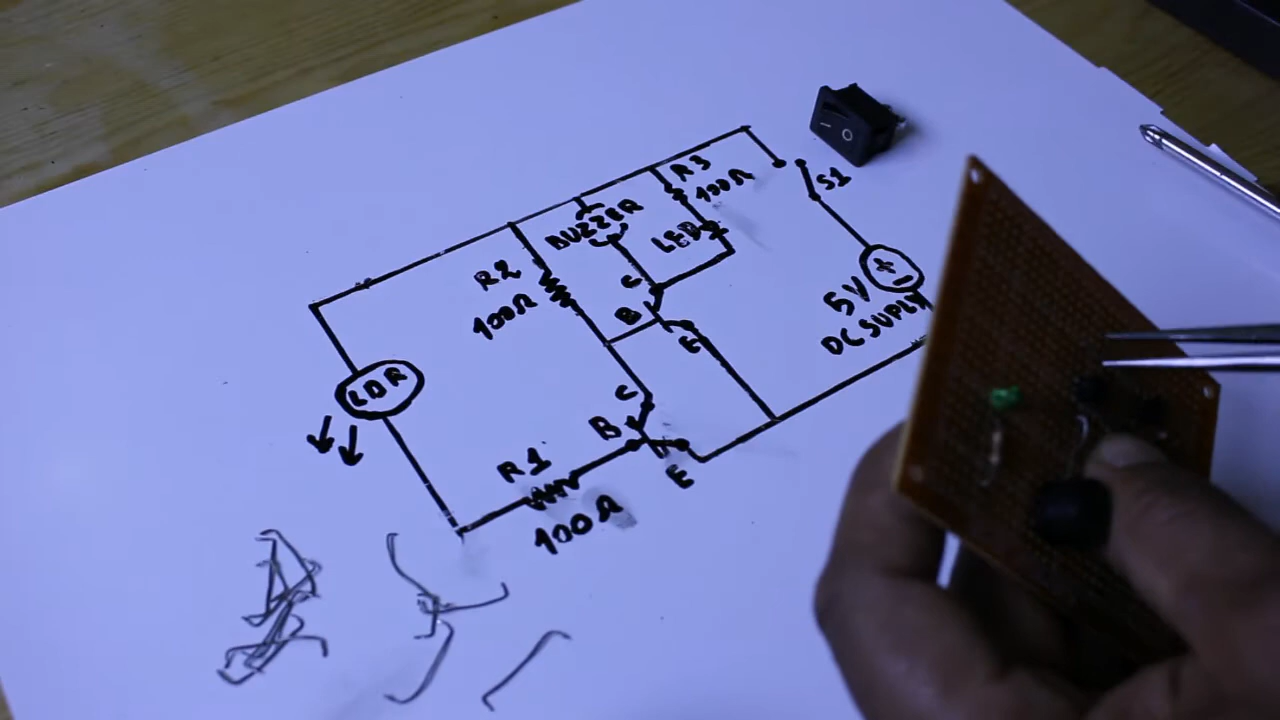 R3
100Ω
S1
BUZZER
LED
R2
100Ω
C
B
E
+
−
5V
DC SUPLY
LDR
C
B
E
R1
100Ω